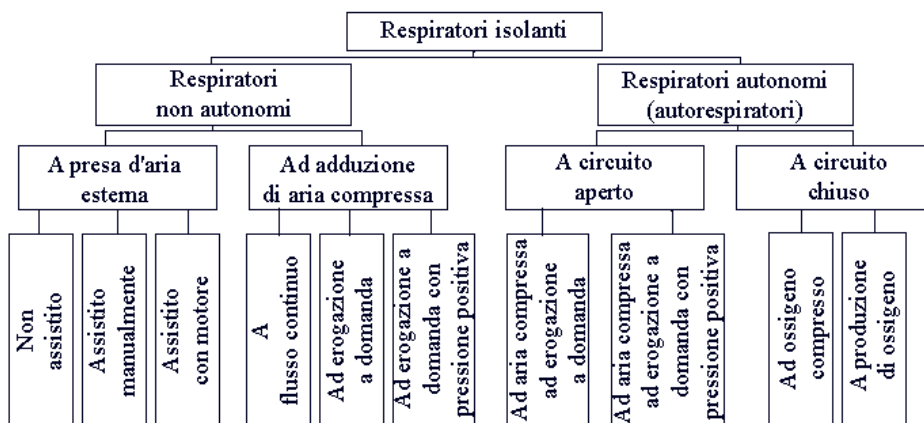 Respiratori isolanti
Respiratori
non autonomi
Respiratori autonomi
(autorespiratori)
A presa d'aria
esterna
Ad adduzione
di aria compressa
A circuito
aperto
A circuito
chiuso
Non
assistito
Assistito
manualmente
Assistito
con motore
A
flusso continuo
Ad erogazione
a domanda
Ad erogazione a
domanda con
pressione positiva
Ad aria compressa
ad erogazione
a domanda
Ad aria compressa
ad erogazione a
domanda con
pressione positiva
Ad ossigeno
compresso
A produzione
di ossigeno